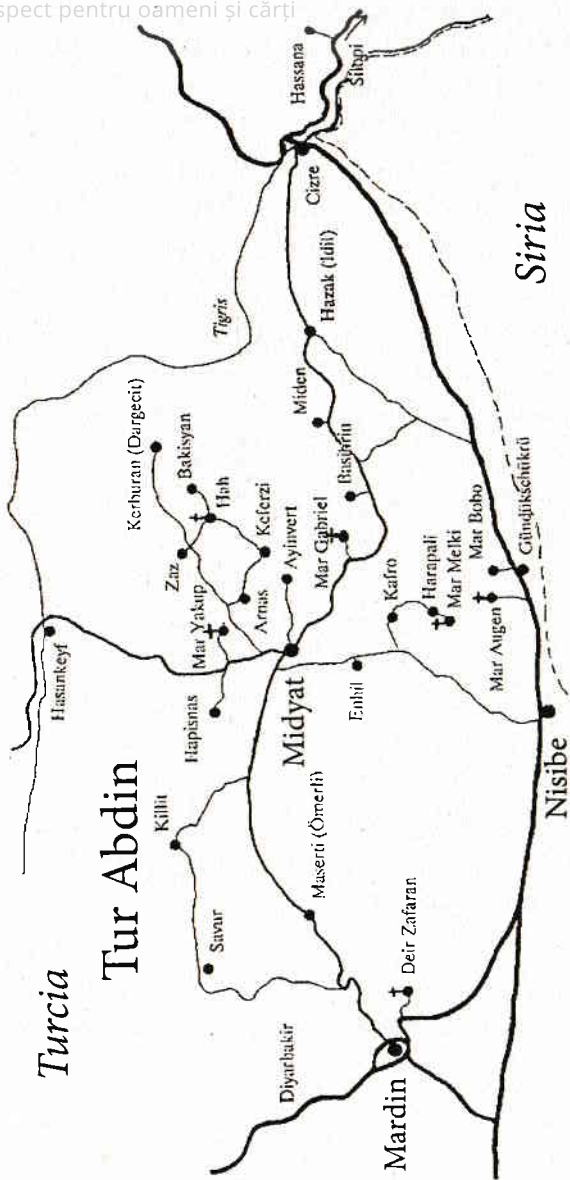 spect pentru oameni și cărți
Turcia
Tur Abdin
Siria
Hasankeyf
Tigris
Kerburan (Dargecit)
Bakisyan
Hah
Zaz
Keferzi
Arnas
Mar Yakup
Hapisnas
Ayinvert
Midyat
Mar Gabriel
Basibrin
Miden
Hazak (Idil)
Cizre
Hassana
Silopi
Killit
Savur
Maserti (Ömerli)
Diyarbakir
Mardin
Deir Zafaran
Enhil
Kafro
Harapali
Mar Melki
Mar Augen
Mar Bobo
Gündükschükrü
Nisibe